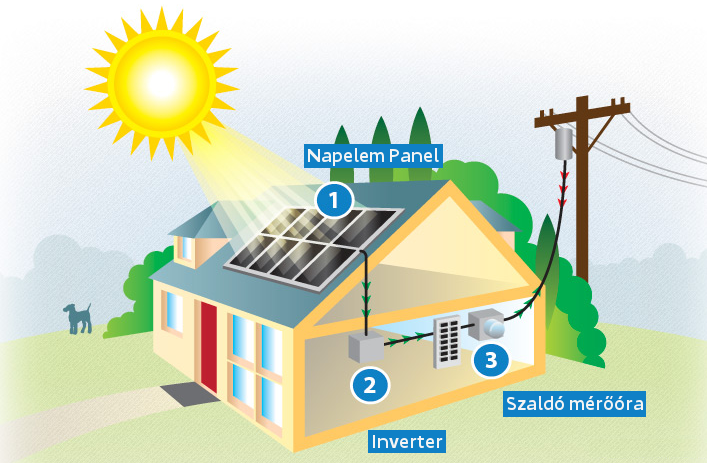 Napelem Panel
1
2
3
Szaldó mérőóra
Inverter